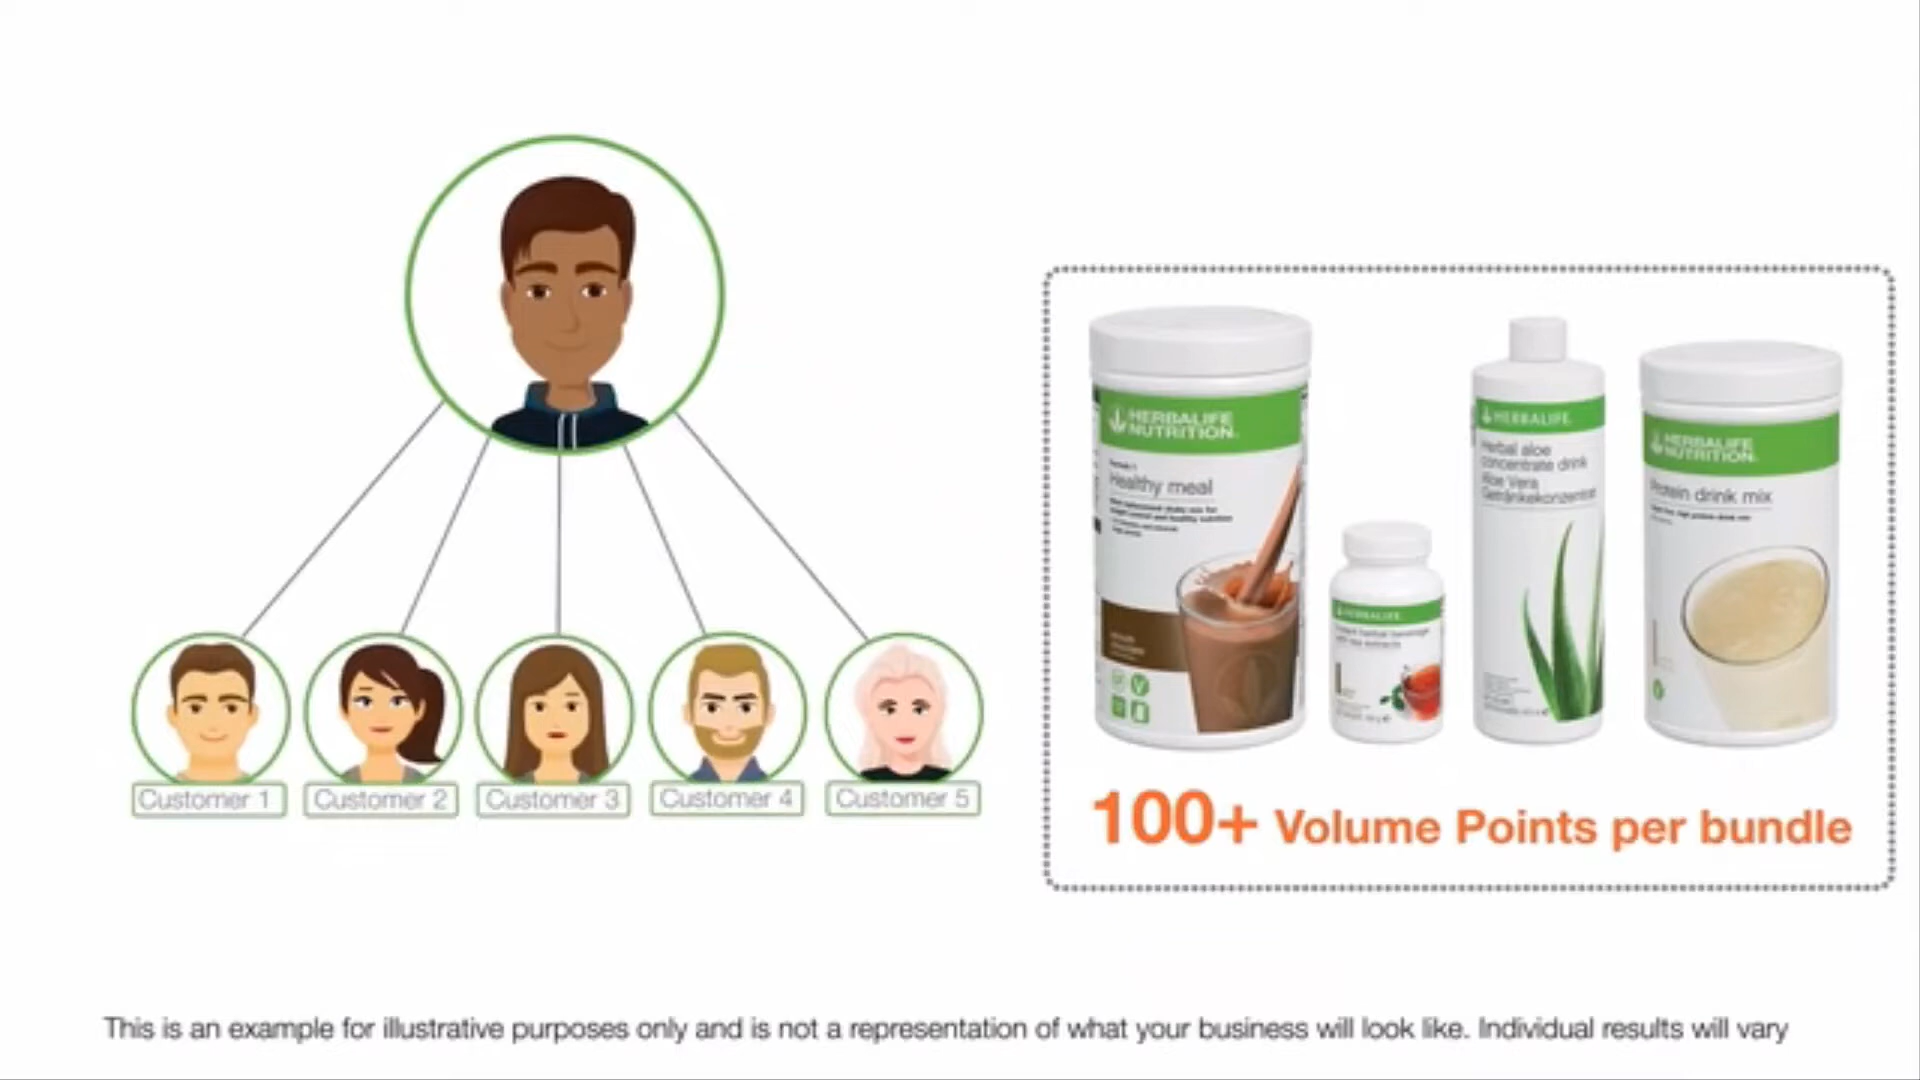 Customer 1
Customer 2
Customer 3
Customer 4
Customer 5
HERBALIFE
NUTRITION
Healthy meal
HERBALIFE
HERBALIFE
Herbal aloe
concentrate drink
Aloe Vera
Getränkekonzentrat
HERBALIFE
NUTRITION
Protein drink mix
100+ Volume Points per bundle
This is an example for illustrative purposes only and is not a representation of what your business will look like. Individual results will vary